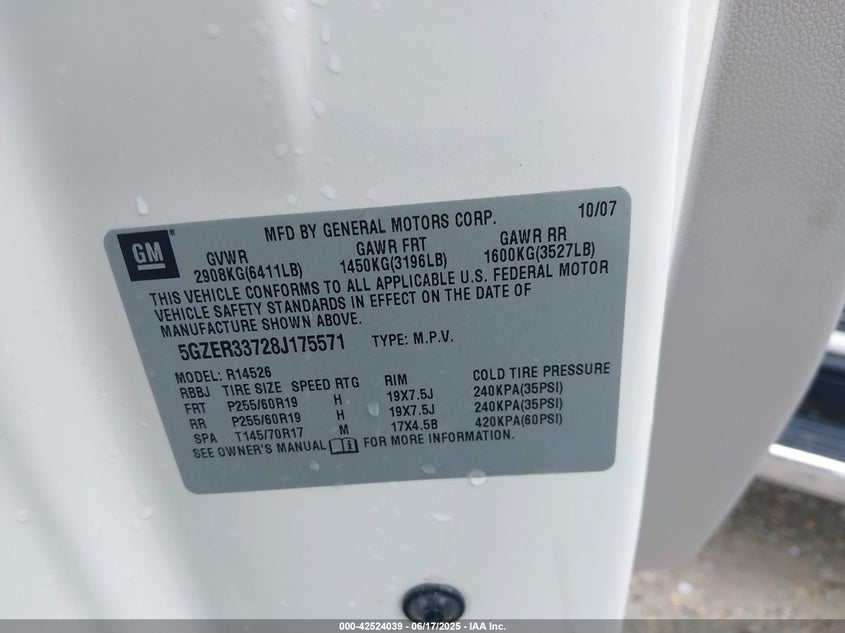 GM ®
MFD BY GENERAL MOTORS CORP. 10/07
GVWR GAWR FRT GAWR RR
2908KG(6411LB) 1450KG(3196LB) 1600KG(3527LB)
THIS VEHICLE CONFORMS TO ALL APPLICABLE U.S. FEDERAL MOTOR
VEHICLE SAFETY STANDARDS IN EFFECT ON THE DATE OF
MANUFACTURE SHOWN ABOVE.
5GZER33728J175571 TYPE: M.P.V.
MODEL: R14526
RBBJ TIRE SIZE SPEED RTG RIM COLD TIRE PRESSURE
FRT P255/60R19 H 19X7.5J 240KPA(35PSI)
RR P255/60R19 H 19X7.5J 240KPA(35PSI)
SPA T145/70R17 M 17X4.5B 420KPA(60PSI)
SEE OWNER'S MANUAL FOR MORE INFORMATION.
000-42524039 - 06/17/2025 - IAA Inc.